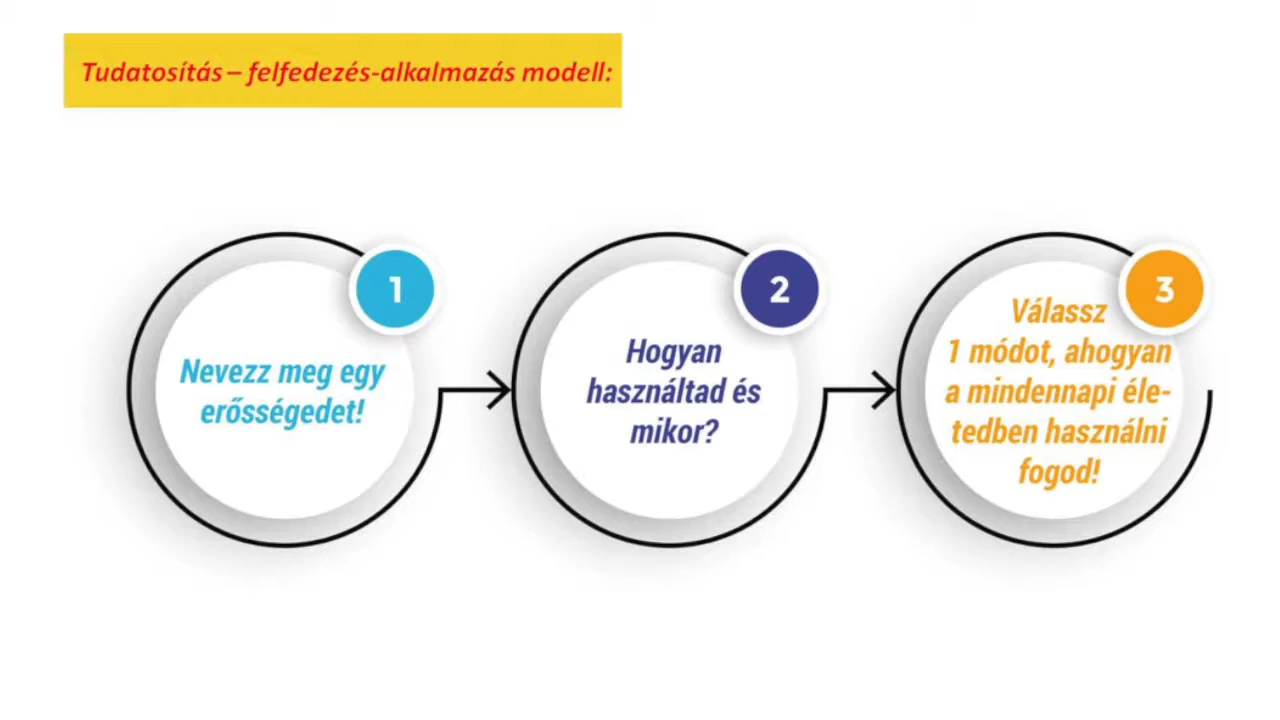 Tudatosítás – felfedezés-alkalmazás modell:
1
Nevezz meg egy
erősségedet!
2
Hogyan
használtad és
mikor?
3
Válassz
1 módot, ahogyan
a mindennapi éle-
tedben használni
fogod!